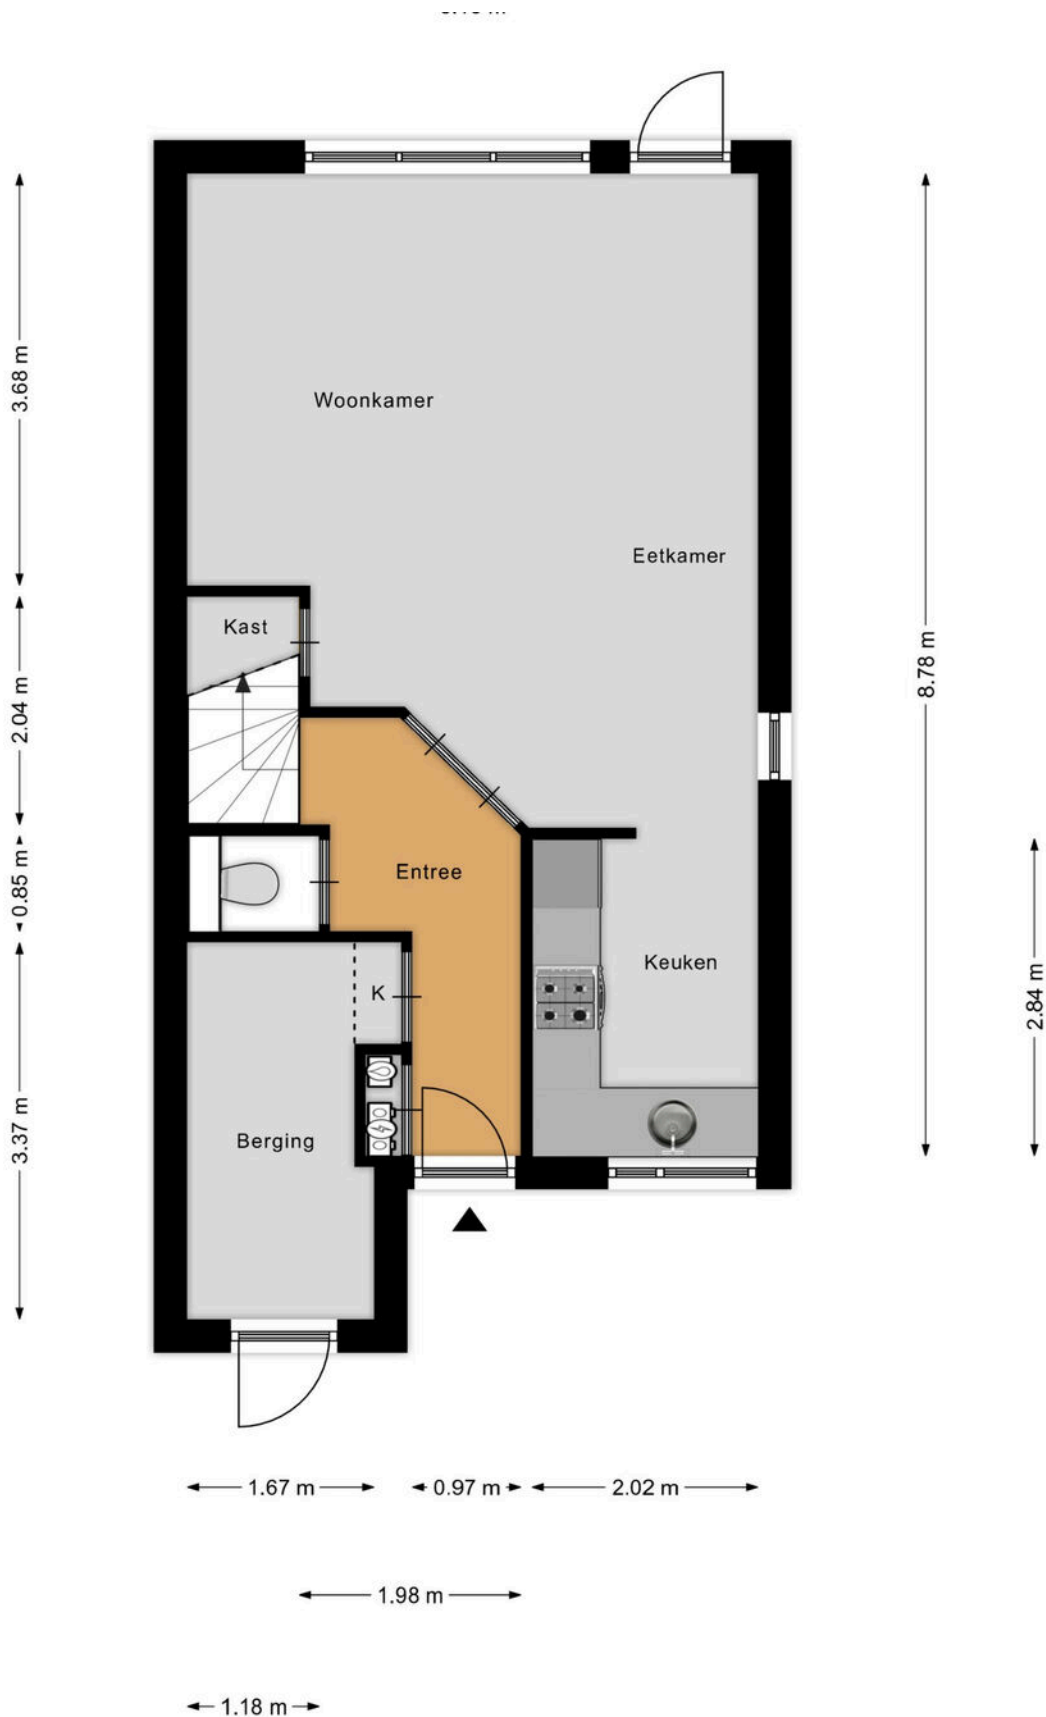 Woonkamer
3.68 m
Eetkamer
Kast
8.78 m
2.04 m
Entree
0.85 m
Keuken
K
2.84 m
Berging
3.37 m
1.67 m
0.97 m
2.02 m
1.98 m
1.18 m